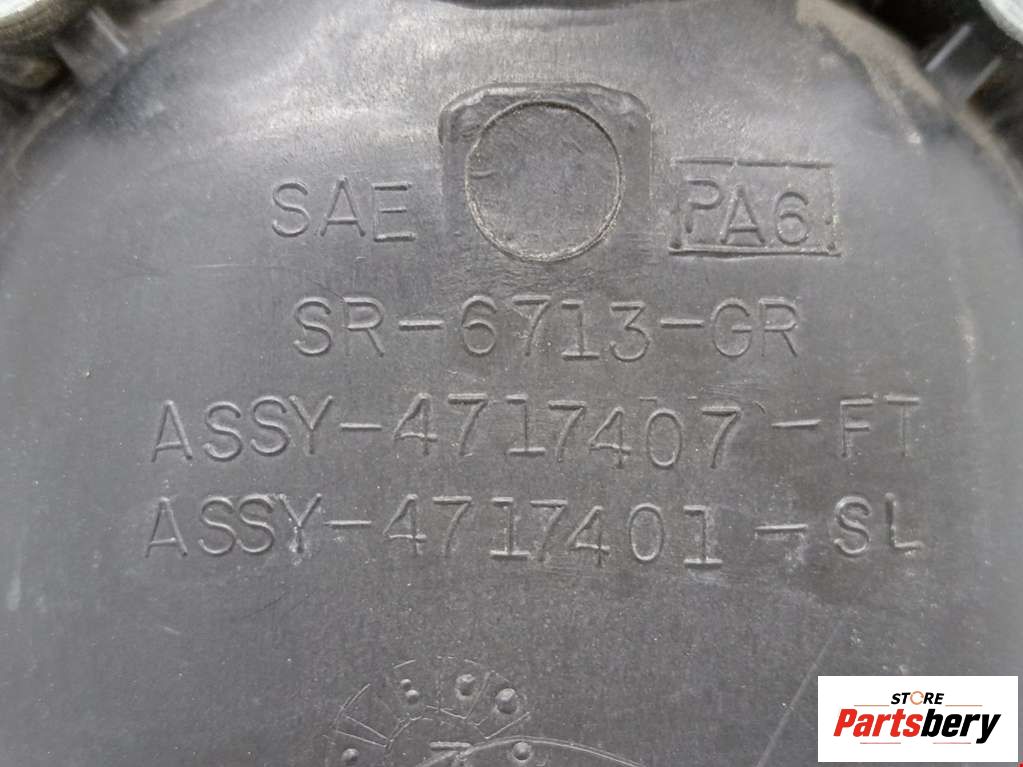 SAE PA6
SR-6713-GR
ASSY-4717407-FT
ASSY-4717401-SL
STORE
Partsbery